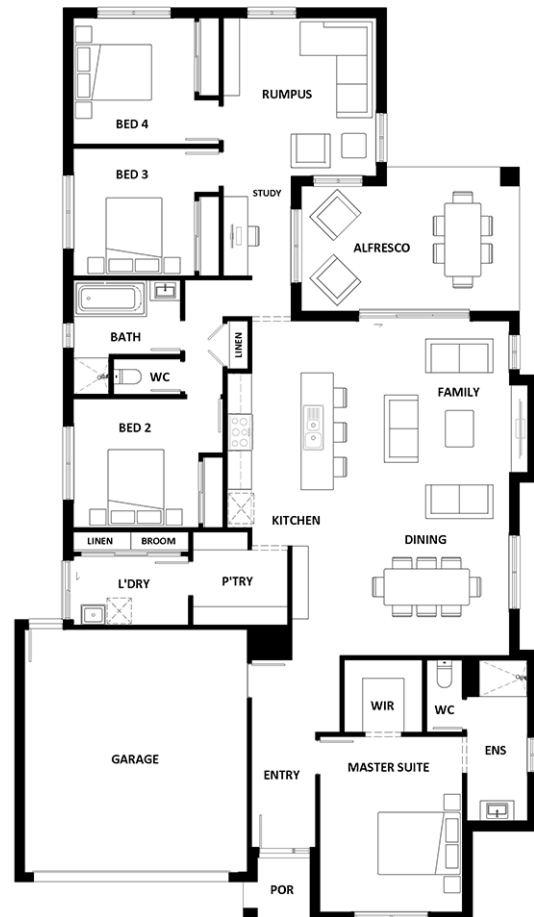 RUMPUS
BED 4
BED 3
STUDY
ALFRESCO
BATH
LINEN
WC
FAMILY
BED 2
KITCHEN
LINEN
BROOM
DINING
L'DRY
P'TRY
WIR
WC
ENS
GARAGE
ENTRY
MASTER SUITE
POR